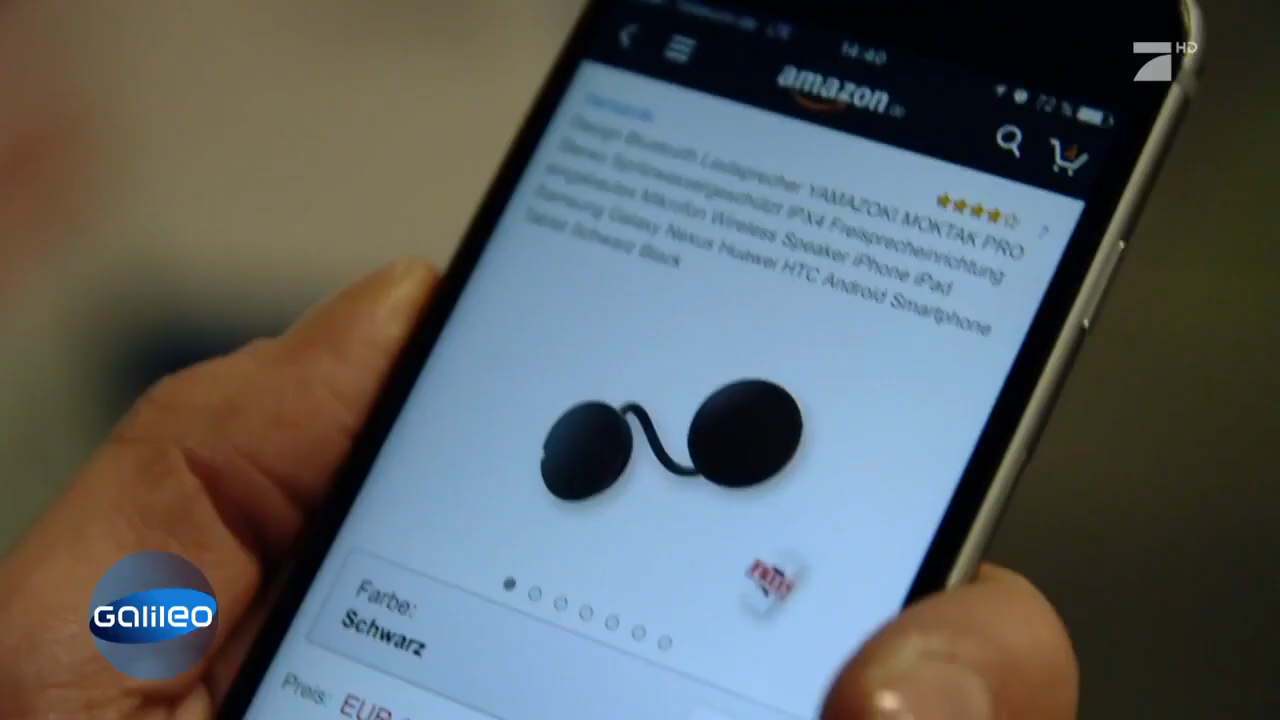 14:40
72 %
HD
amazon
Design Bluetooth Lautsprecher YAMAZOKI MOKTAK PRO
Stereo Spritzwassergeschützt IPX4 Freisprecheinrichtung
eingebautes Mikrofon Wireless Speaker iPhone iPad
Samsung Galaxy Nexus Huawei HTC Android Smartphone
Tablet Schwarz Black
Farbe:
Schwarz
Preis: EUR
GALILEO